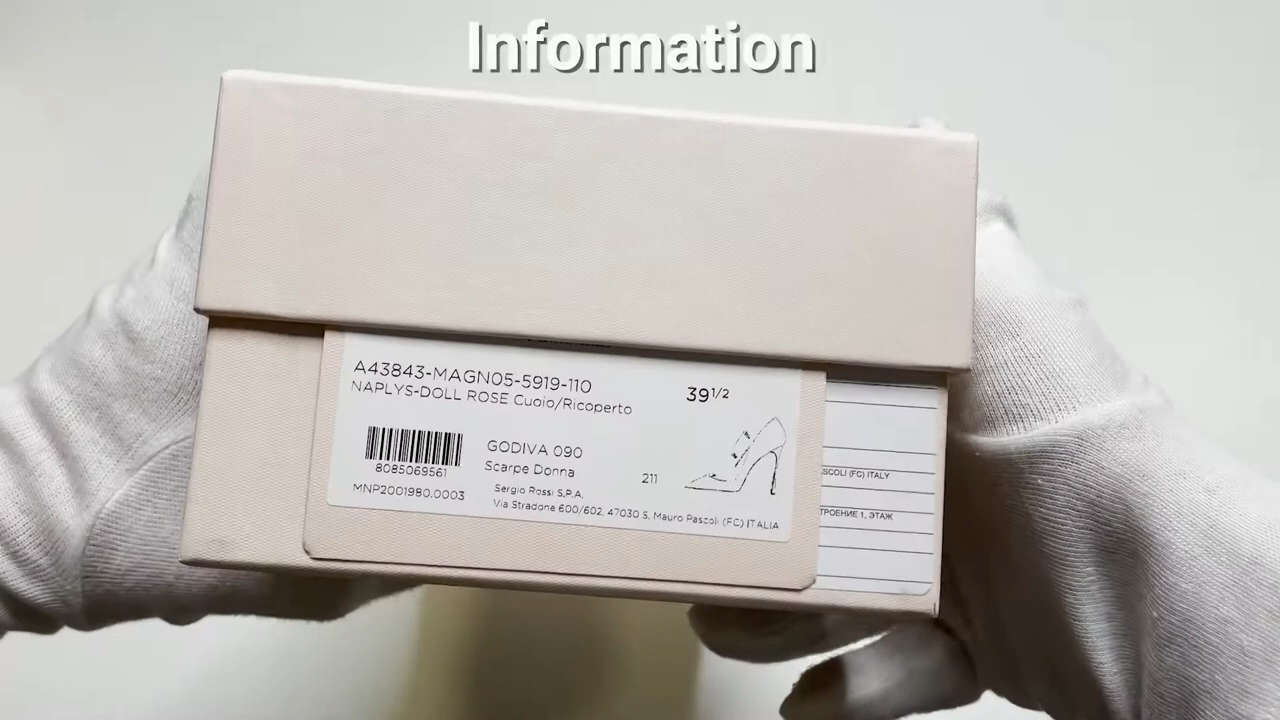 Information
A43843-MAGN05-5919-110
39 1/2
NAPLYS-DOLL ROSE Cuoio/Ricoperto
GODIVA 090
8085069561
Scarpe Donna
211
MNP2001980.0003
Sergio Rossi S.P.A.
Via Stradone 600/602, 47030 S, Mauro Pascoli (FC) ITALIA
SCOLI (FC) ITALY
ТРОЕНИЕ 1, ЭТАЖ